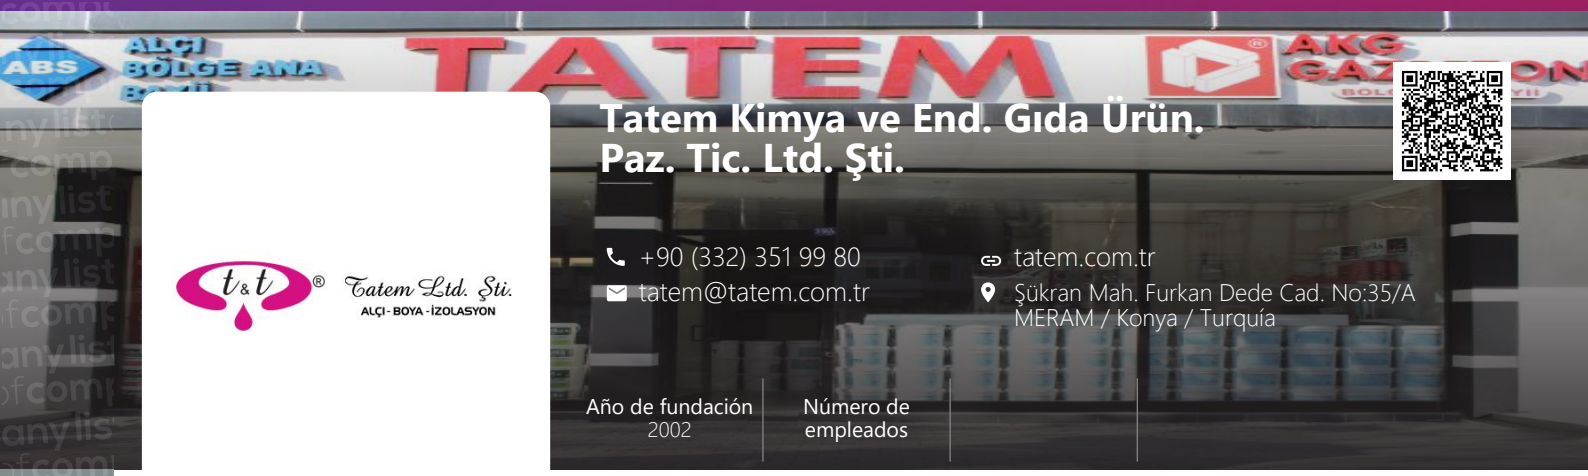 ABS
ALÇI
BÖLGE ANA
TATEM
AKG
Tatem Kimya ve End. Gıda Ürün.
Paz. Tic. Ltd. Şti.
t&t®
Tatem Ltd. Şti.
ALÇI - BOYA - İZOLASYON
+90 (332) 351 99 80
tatem@tatem.com.tr
tatem.com.tr
Şükran Mah. Furkan Dede Cad. No:35/A
MERAM / Konya / Turquía
Año de fundación
2002
Número de
empleados